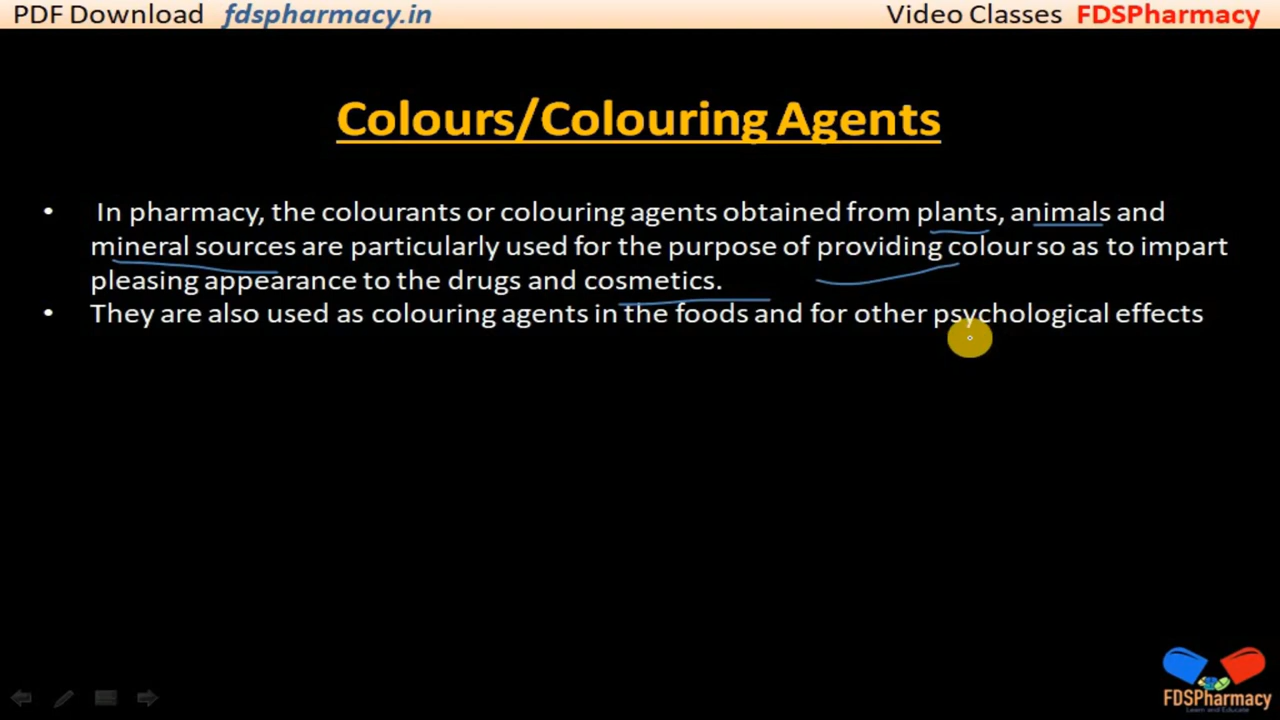 PDF Download fdspharmacy.in Video Classes FDSPharmacy
Colours/Colouring Agents
• In pharmacy, the colourants or colouring agents obtained from plants, animals and
mineral sources are particularly used for the purpose of providing colour so as to impart
pleasing appearance to the drugs and cosmetics.
• They are also used as colouring agents in the foods and for other psychological effects
FDSPharmacy
Learn and Educate